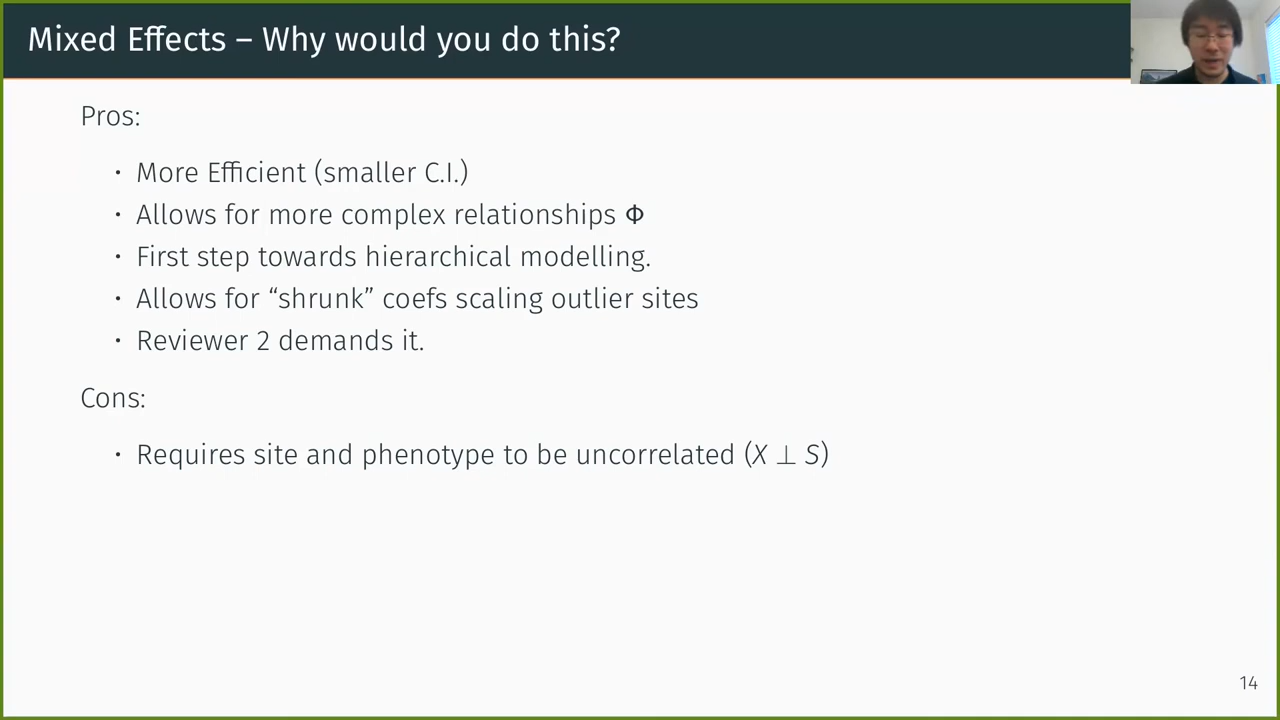 Mixed Effects – Why would you do this?
Pros:
· More Efficient (smaller C.I.)
· Allows for more complex relationships Φ
· First step towards hierarchical modelling.
· Allows for “shrunk” coefs scaling outlier sites
· Reviewer 2 demands it.
Cons:
· Requires site and phenotype to be uncorrelated (X ⊥ S)
14